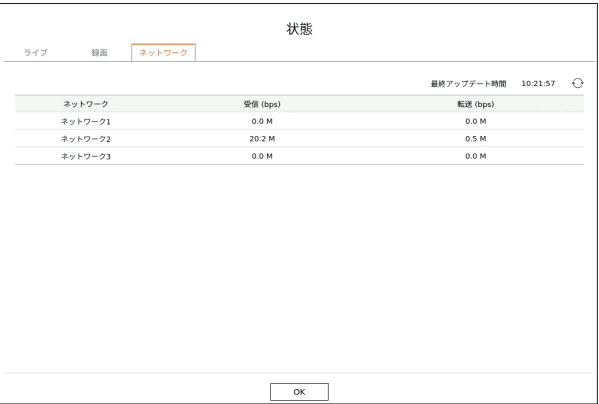 状態
ライブ 録画 ネットワーク
最終アップデート時間 10:21:57
ネットワーク 受信 (bps) 転送 (bps)
ネットワーク1 0.0 M 0.0 M
ネットワーク2 20.2 M 0.5 M
ネットワーク3 0.0 M 0.0 M
OK